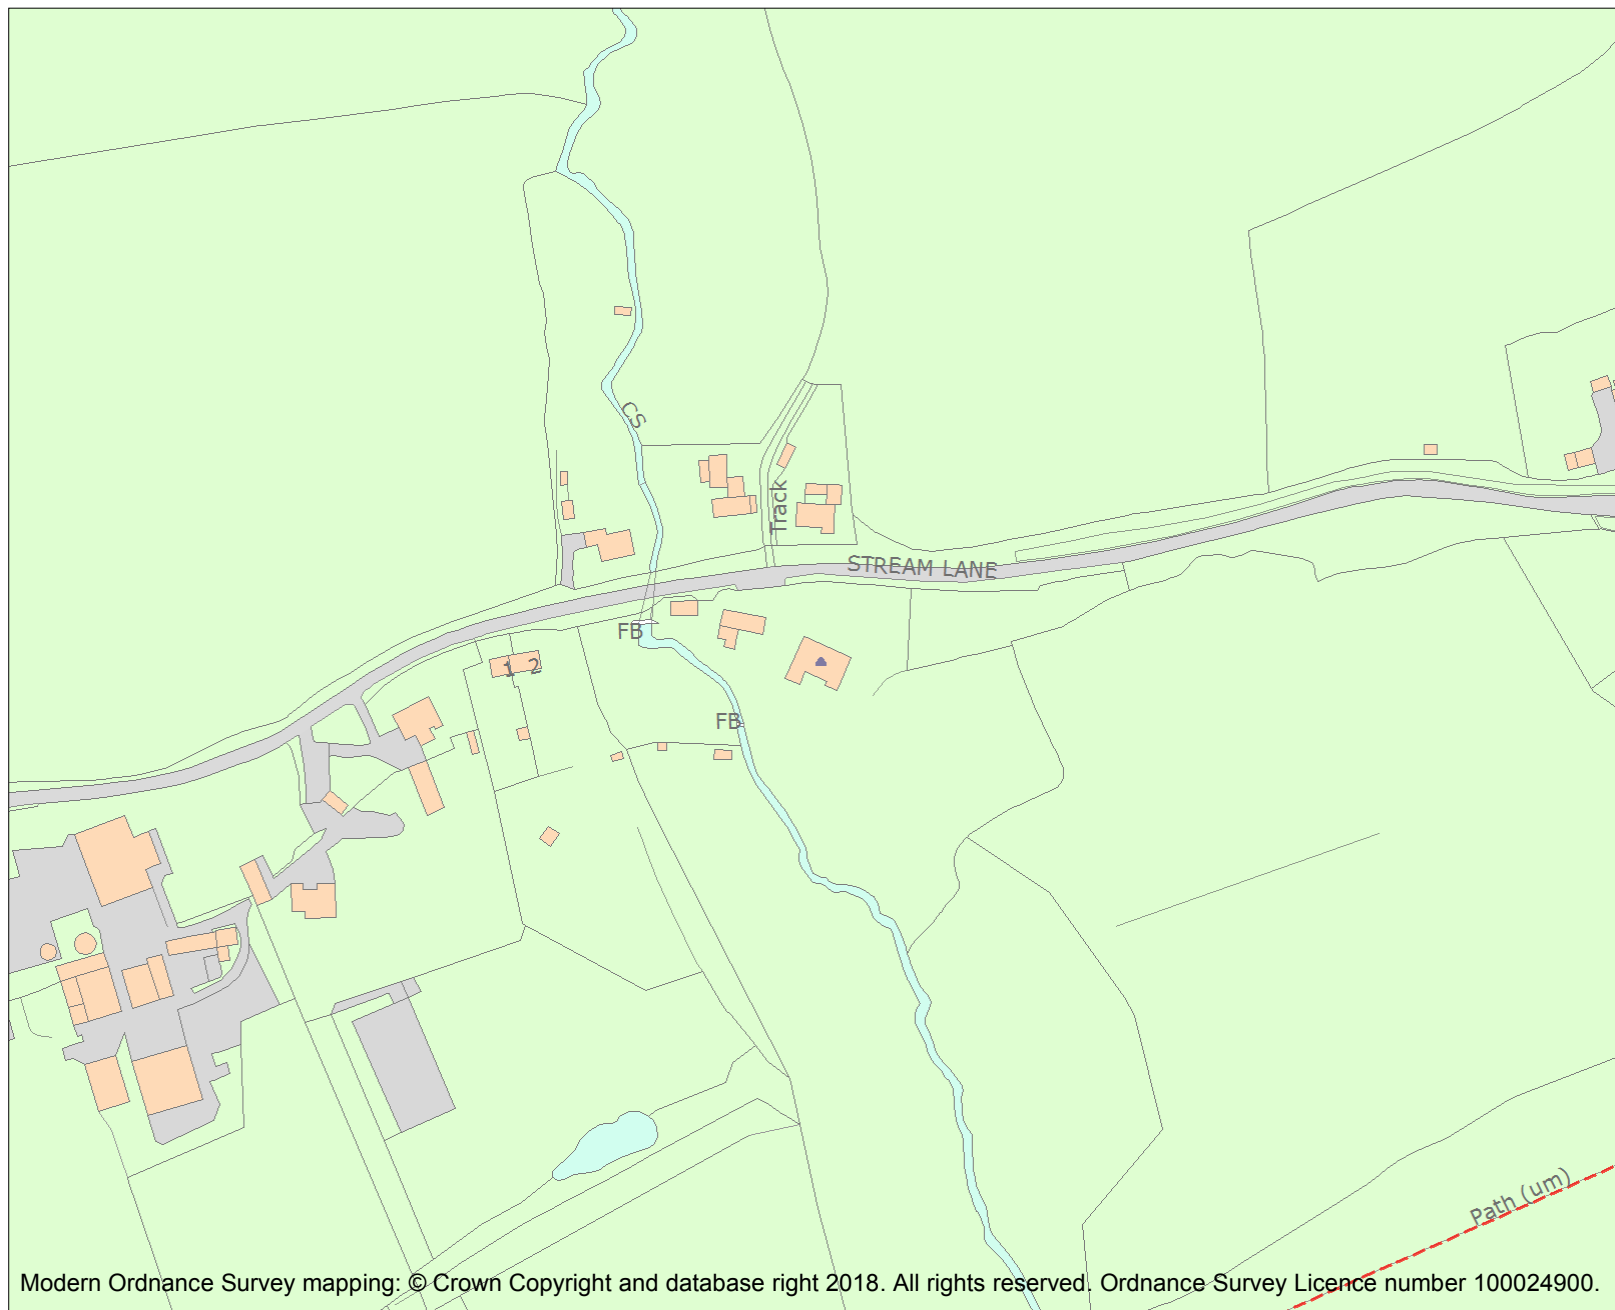 CS
Track
STREAM LANE
FB
1 2
FB
Path (um)
Modern Ordnance Survey mapping: © Crown Copyright and database right 2018. All rights reserved. Ordnance Survey Licence number 100024900.